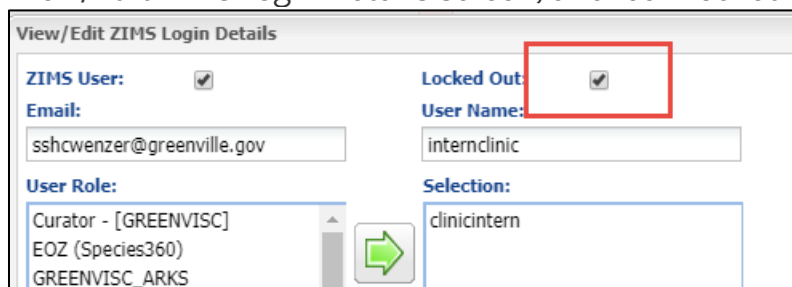 View/Edit ZIMS Login Details
ZIMS User: Locked Out:
Email: User Name:
sshcwenzer@greenville.gov internclinic
User Role: Selection:
Curator - [GREENVISC] clinicintern
EOZ (Species360)
GREENVISC_ARKS